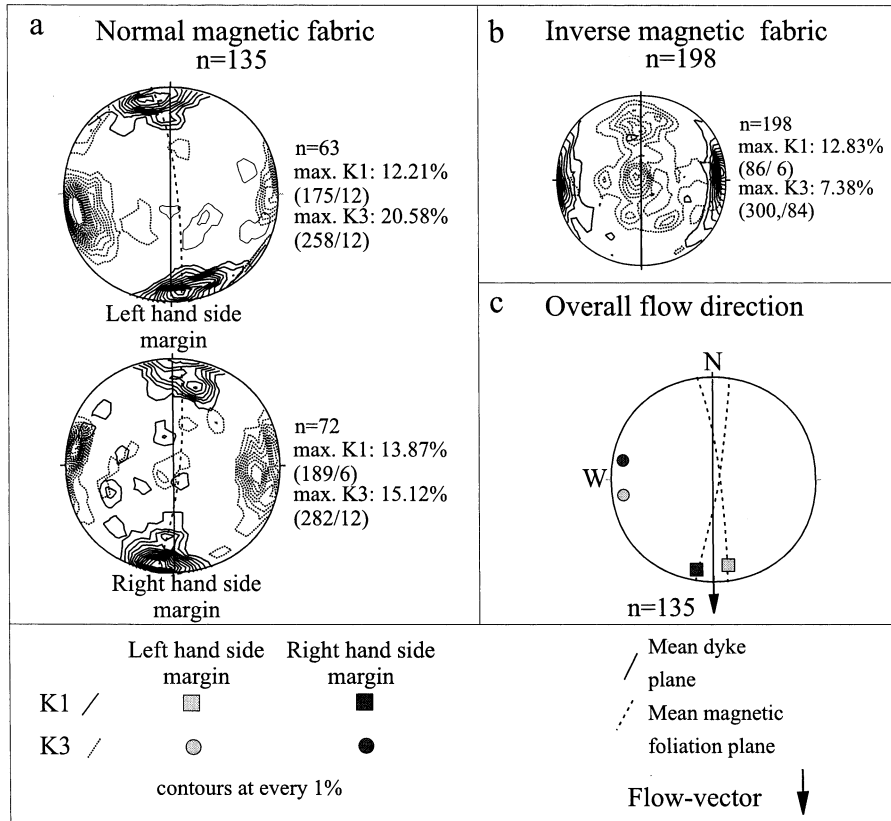 a
Normal magnetic fabric
n=135
n=63
max. K1: 12.21%
(175/12)
max. K3: 20.58%
(258/12)
Left hand side
margin
n=72
max. K1: 13.87%
(189/6)
max. K3: 15.12%
(282/12)
Right hand side
margin
b
Inverse magnetic fabric
n=198
n=198
max. K1: 12.83%
(86/ 6)
max. K3: 7.38%
(300,/84)
c
Overall flow direction
N
W
n=135
Left hand side
margin
Right hand side
margin
K1
K3
contours at every 1%
Mean dyke
plane
Mean magnetic
foliation plane
Flow-vector